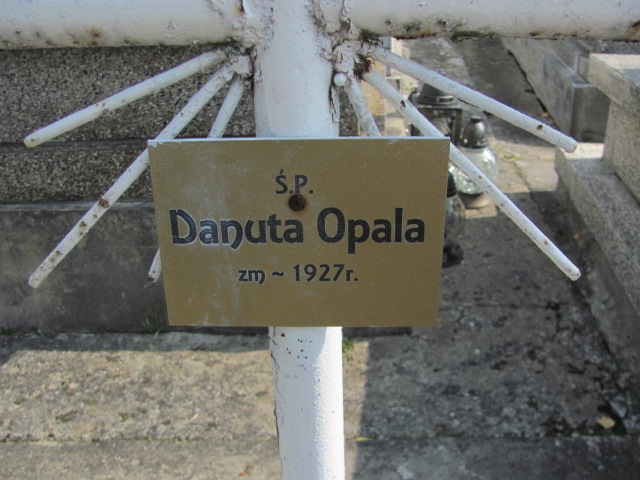 Ś.P.
Danuta Opala
zm ~ 1927r.